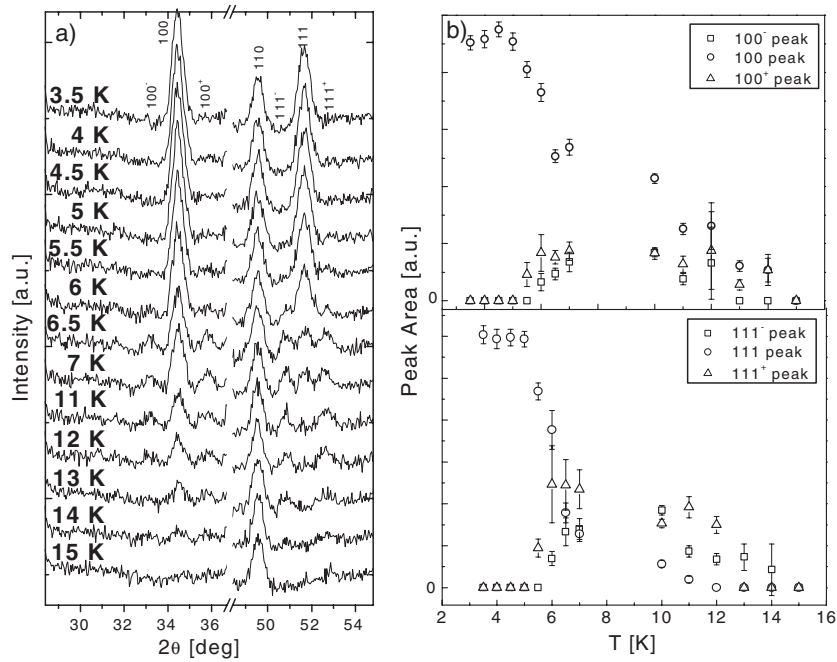 a)
100
100-
100+
110
111-
111
111+
3.5 K
4 K
4.5 K
5 K
5.5 K
6 K
6.5 K
7 K
11 K
12 K
13 K
14 K
15 K
Intensity [a.u.]
30 32 34 36 50 52 54
2θ [deg]
b)
100- peak
100 peak
100+ peak
0
111- peak
111 peak
111+ peak
0
Peak Area [a.u.]
2 4 6 8 10 12 14 16
T [K]